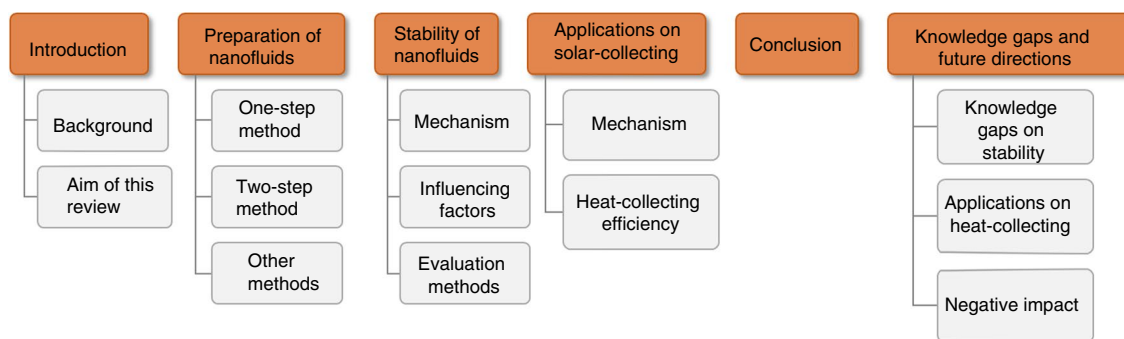 Introduction
Background
Aim of this
review
Preparation of
nanofluids
One-step
method
Two-step
method
Other
methods
Stability of
nanofluids
Mechanism
Influencing
factors
Evaluation
methods
Applications on
solar-collecting
Mechanism
Heat-collecting
efficiency
Conclusion
Knowledge gaps and
future directions
Knowledge
gaps on
stability
Applications on
heat-collecting
Negative impact